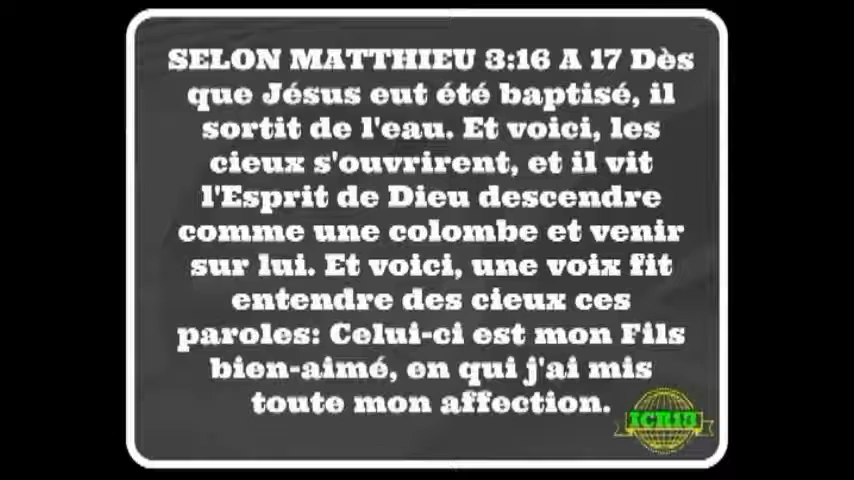 SELON MATTHIEU 3:16 A 17 Dès
que Jésus eut été baptisé, il
sortit de l'eau. Et voici, les
cieux s'ouvrirent, et il vit
l'Esprit de Dieu descendre
comme une colombe et venir
sur lui. Et voici, une voix fit
entendre des cieux ces
paroles: Celui-ci est mon Fils
bien-aimé, en qui j'ai mis
toute mon affection.
ICR13